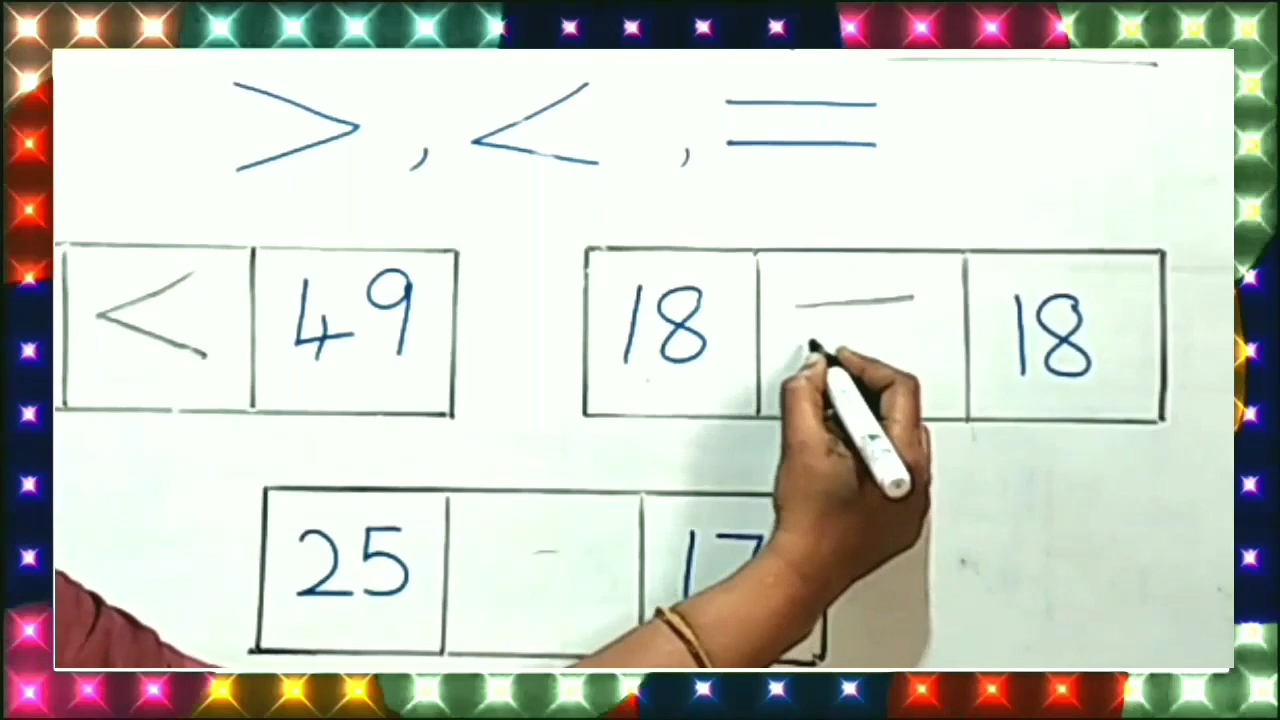 > , < , =
< 49
18 — 18
25 17